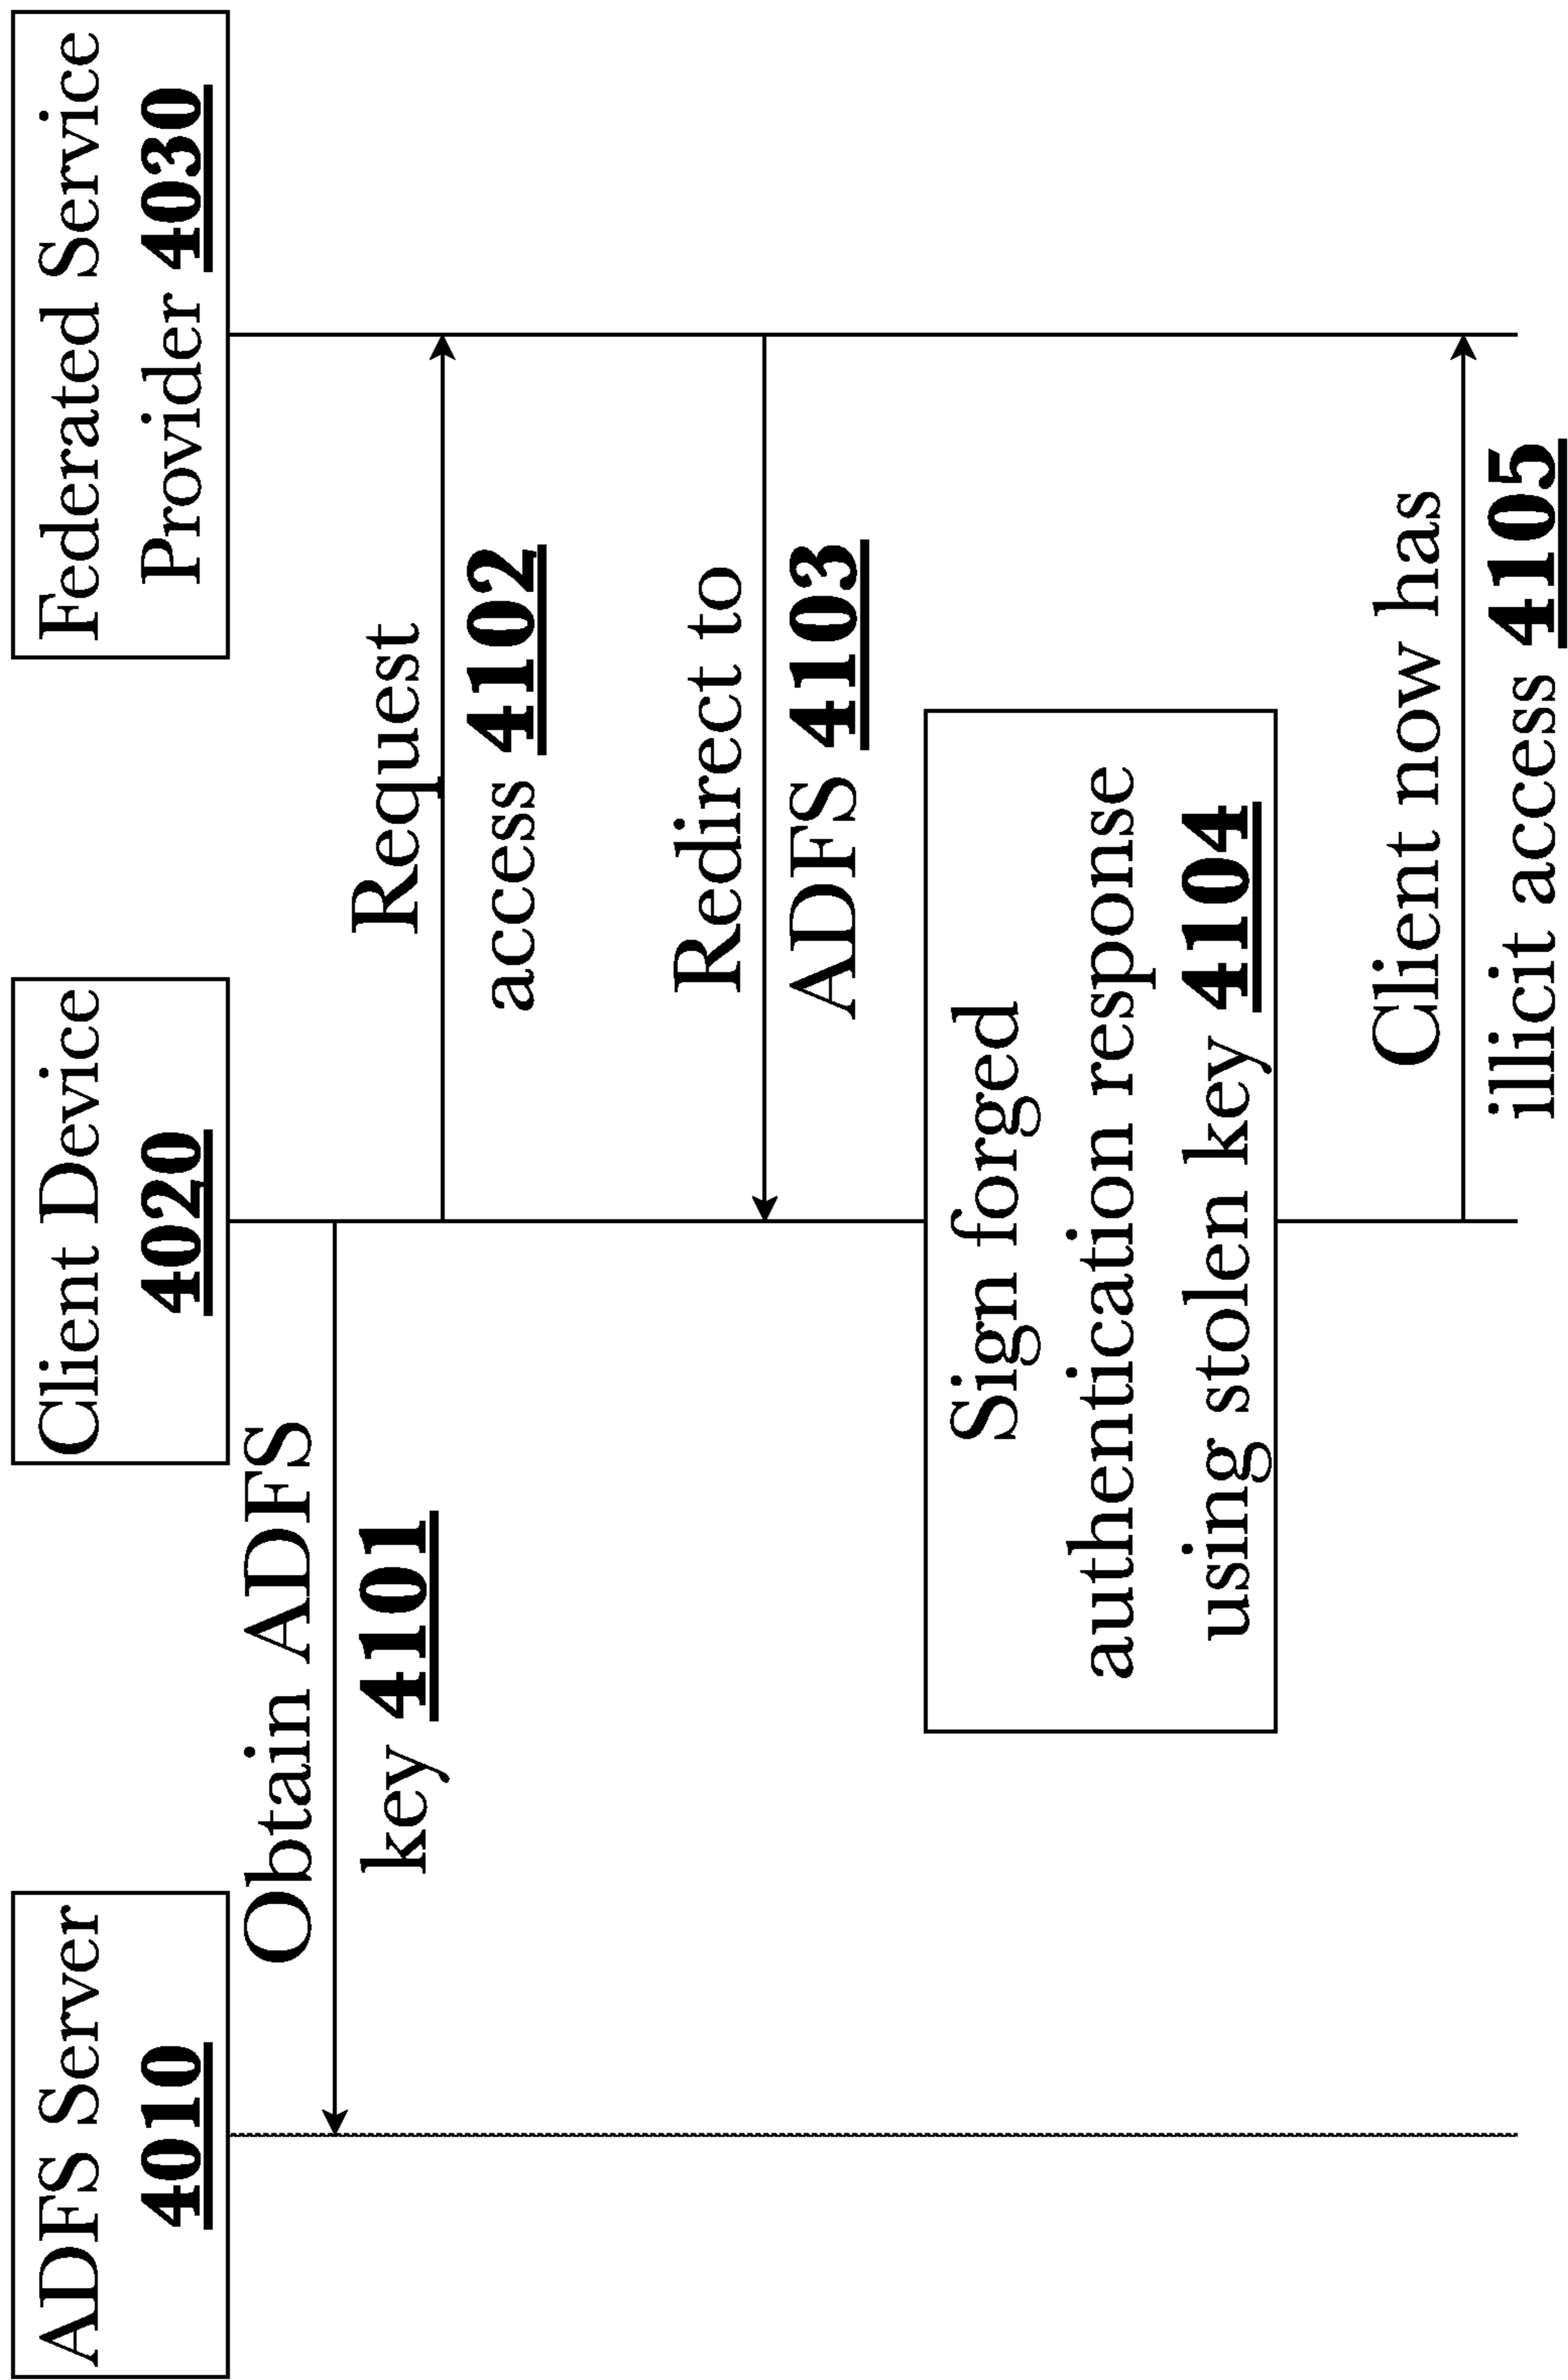 ADFS Server
4010
Client Device
4020
Federated Service
Provider 4030
Obtain ADFS
key 4101
Request
access 4102
Redirect to
ADFS 4103
Sign forged
authentication response
using stolen key 4104
Client now has
illicit access 4105